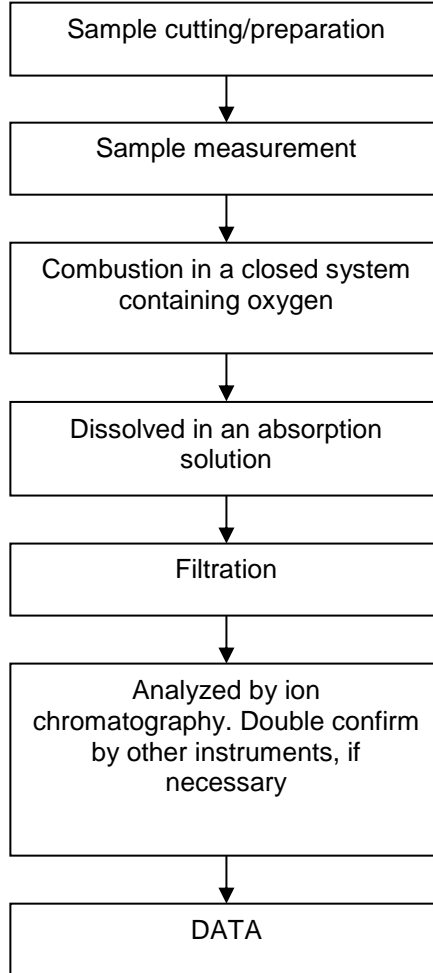 Sample cutting/preparation
Sample measurement
Combustion in a closed system
containing oxygen
Dissolved in an absorption
solution
Filtration
Analyzed by ion
chromatography. Double confirm
by other instruments, if
necessary
DATA